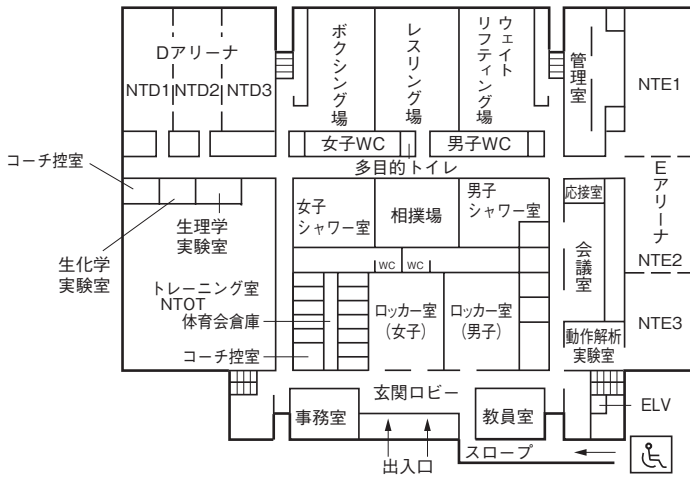 Dアリーナ
NTD1
NTD2
NTD3
ボクシング場
レスリング場
ウェイト
リフティング場
管理室
NTE1
女子WC
男子WC
多目的トイレ
コーチ控室
生理学
実験室
生化学
実験室
女子
シャワー室
相撲場
男子
シャワー室
応接室
Eアリーナ
NTE2
会議室
WC
WC
トレーニング室
NTOT
体育会倉庫
ロッカー室
(女子)
ロッカー室
(男子)
NTE3
動作解析
実験室
コーチ控室
玄関ロビー
事務室
教員室
ELV
出入口
スロープ